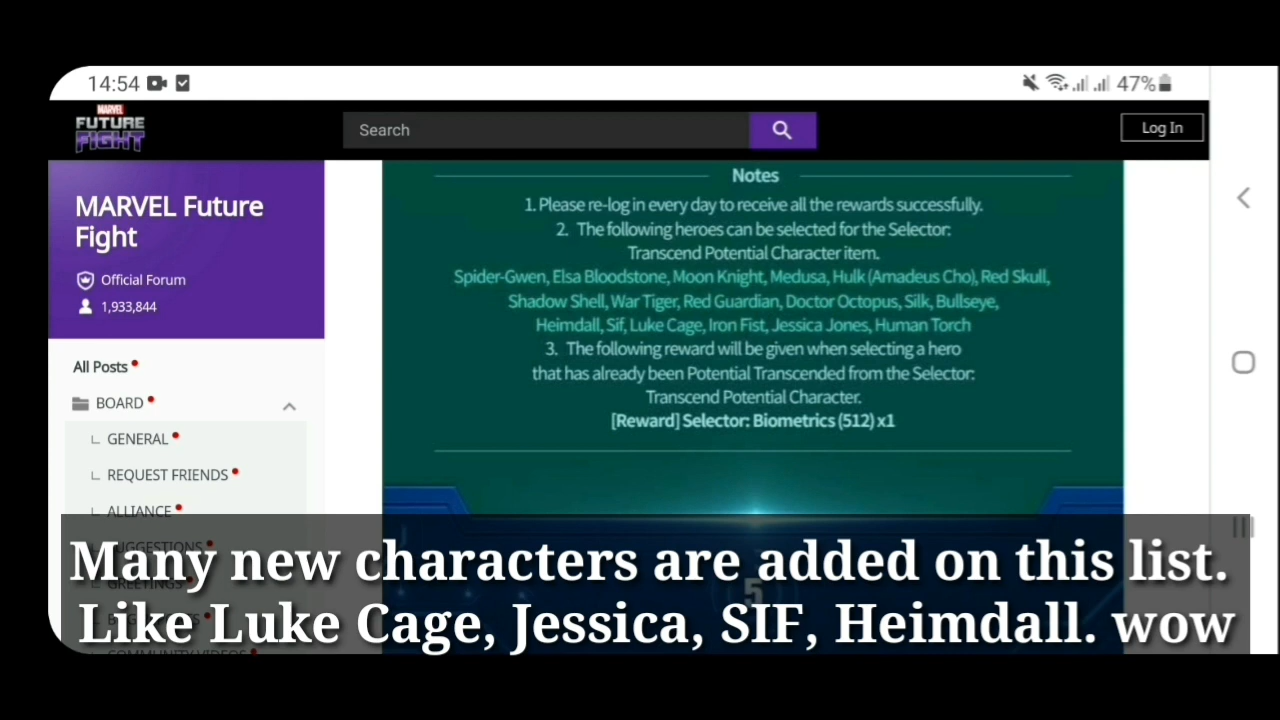 14:54
47%
MARVEL
FUTURE
FIGHT
Search
Log In
MARVEL Future
Fight
Official Forum
1,933,844
All Posts
BOARD
GENERAL
REQUEST FRIENDS
ALLIANCE
SUGGESTIONS
GREETINGS
COMMUNITY VIDEOS
Notes
1. Please re-log in every day to receive all the rewards successfully.
2. The following heroes can be selected for the Selector:
Transcend Potential Character item.
Spider-Gwen, Elsa Bloodstone, Moon Knight, Medusa, Hulk (Amadeus Cho), Red Skull,
Shadow Shell, War Tiger, Red Guardian, Doctor Octopus, Silk, Bullseye,
Heimdall, Sif, Luke Cage, Iron Fist, Jessica Jones, Human Torch
3. The following reward will be given when selecting a hero
that has already been Potential Transcended from the Selector:
Transcend Potential Character.
[Reward] Selector: Biometrics (512) x1
5
Many new characters are added on this list.
Like Luke Cage, Jessica, SIF, Heimdall. wow